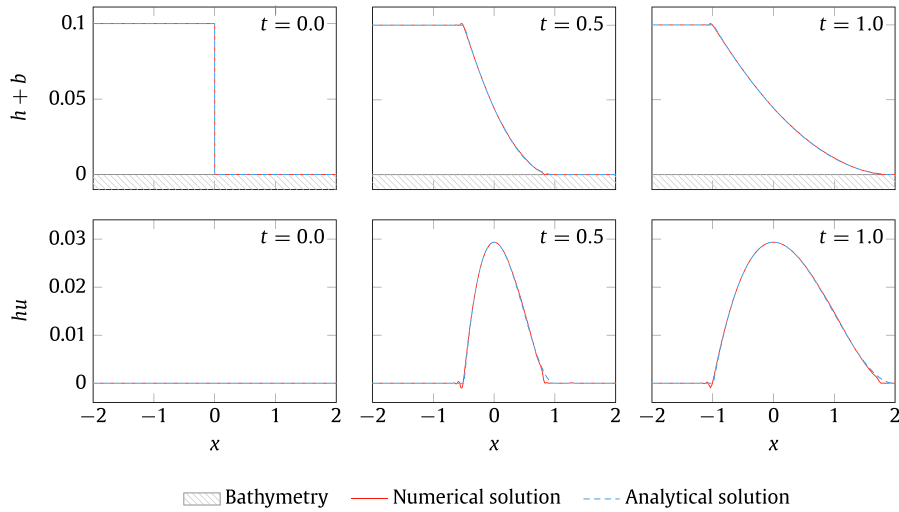 h + b
0.1
0.05
0
t = 0.0
t = 0.5
t = 1.0
hu
0.03
0.02
0.01
0
t = 0.0
t = 0.5
t = 1.0
−2 −1 0 1 2
−2 −1 0 1 2
−2 −1 0 1 2
x
x
x
Bathymetry Numerical solution Analytical solution